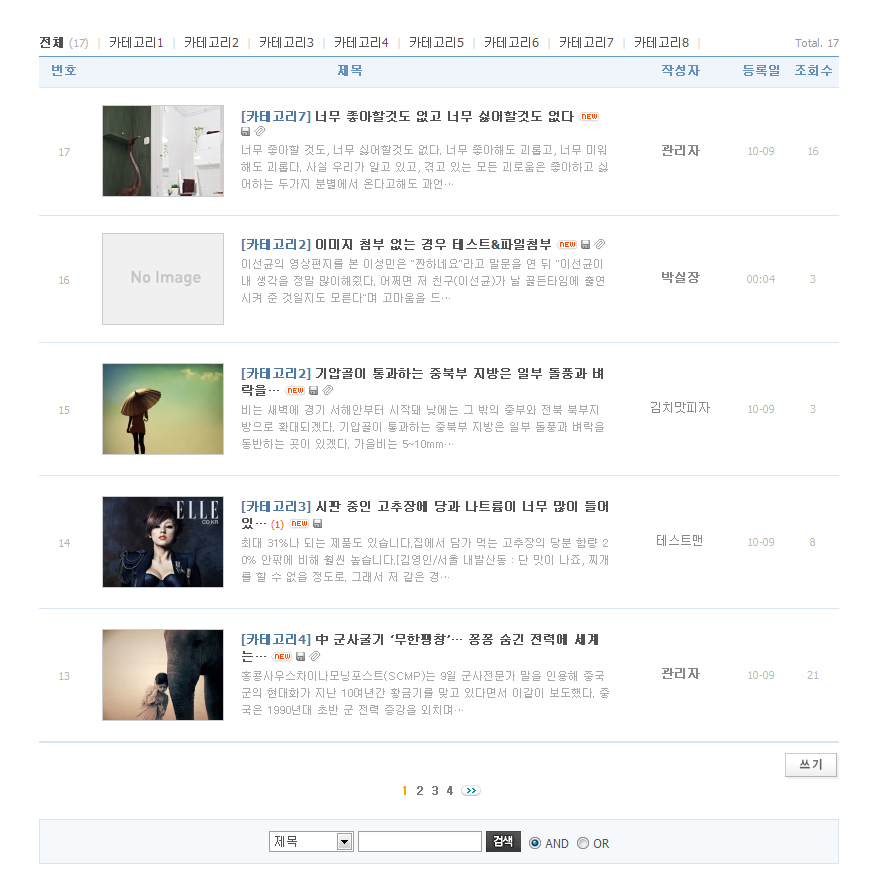 전체 (17) | 카테고리1 | 카테고리2 | 카테고리3 | 카테고리4 | 카테고리5 | 카테고리6 | 카테고리7 | 카테고리8 | Total. 17
번호 제목 작성자 등록일 조회수
[카테고리7] 너무 좋아할것도 없고 너무 싫어할것도 없다 NEW
17
너무 좋아할 것도, 너무 싫어할것도 없다. 너무 좋아해도 괴롭고, 너무 미워
해도 괴롭다. 사실 우리가 알고 있고, 겪고 있는 모든 괴로움은 좋아하고 싫
어하는 두가지 분별에서 온다고해도 과언…
관리자 10-09 16
[카테고리2] 이미지 첨부 없는 경우 테스트&파일첨부 NEW
16
No Image
이선균의 영상편지를 본 이성민은 "짠하네요"라고 말문을 연 뒤 "이선균이
내 생각을 정말 많이해줬다. 어쩌면 저 친구(이선균)가 날 골든타임에 출연
시켜 준 것일지도 모른다"며 고마움을 드…
박실장 00:04 3
[카테고리2] 기압골이 통과하는 중북부 지방은 일부 돌풍과 벼
락을… NEW
15
비는 새벽에 경기 서해안부터 시작돼 낮에는 그 밖의 중부와 전북 북부지
방으로 확대되겠다. 기압골이 통과하는 중북부 지방은 일부 돌풍과 벼락을
동반하는 곳이 있겠다. 가을비는 5~10mm…
김치맛피자 10-09 3
[카테고리3] 시판 중인 고추장에 당과 나트륨이 너무 많이 들어
있… (1) NEW
14
ELLE
CO.KR
최대 31%나 되는 제품도 있습니다.집에서 담가 먹는 고추장의 당분 함량 2
0% 안팎에 비해 훨씬 높습니다.[김영인/서울 내발산동 : 단 맛이 나죠, 찌개
를 할 수 없을 정도로. 그래서 저 같은 경…
테스트맨 10-09 8
[카테고리4] 中 군사굴기 '무한팽창'… 꽁꽁 숨긴 전력에 세계
는… NEW
13
홍콩사우스차이나모닝포스트(SCMP)는 9일 군사전문가 말을 인용해 중국
군의 현대화가 지난 10여년간 황금기를 맞고 있다면서 이같이 보도했다. 중
국은 1990년대 초반 군 전력 증강을 외치며…
관리자 10-09 21
쓰기
1 2 3 4
제목 검색 AND OR